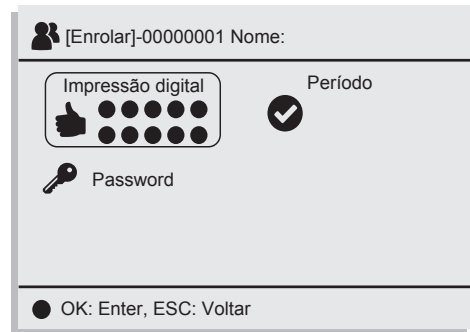 [Enrolar]-00000001 Nome:
Impressão digital
Período
Password
OK: Enter, ESC: Voltar